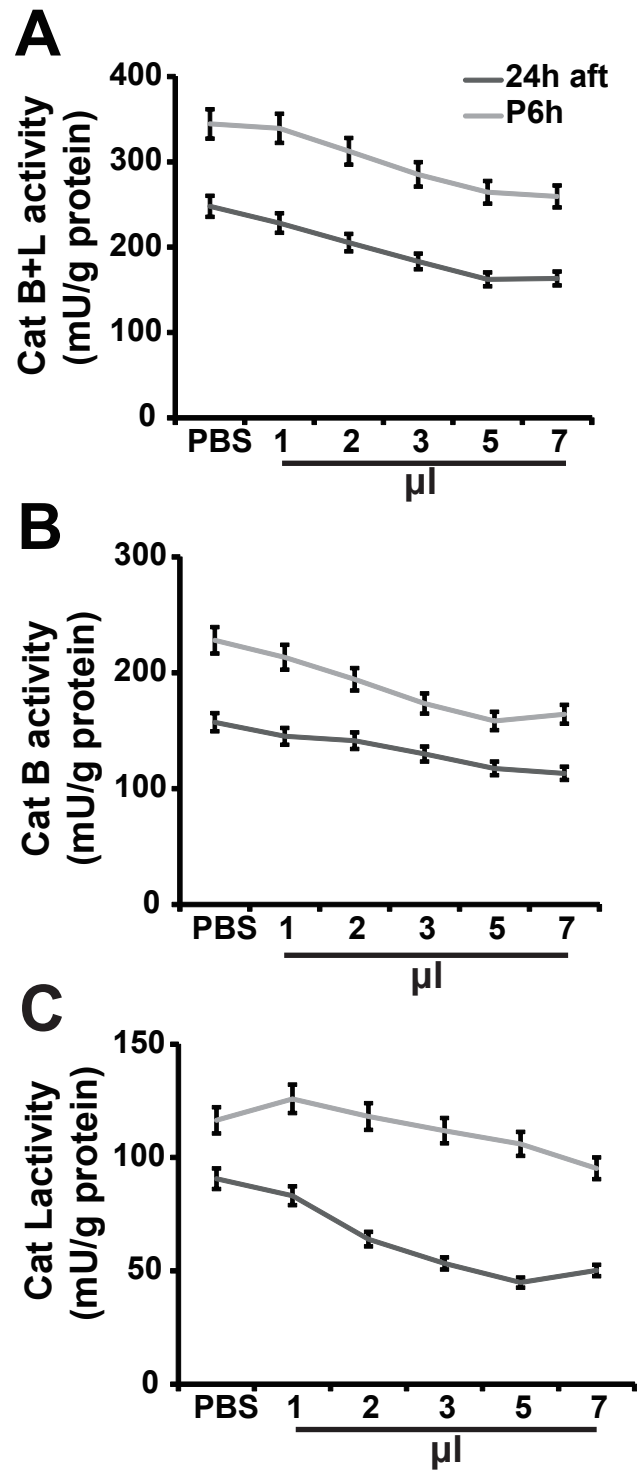 A
Cat B+L activity
(mU/g protein)
400
300
200
100
0
24h aft
P6h
PBS 1 2 3 5 7
µl
B
Cat B activity
(mU/g protein)
300
200
100
0
PBS 1 2 3 5 7
µl
C
Cat Lactivity
(mU/g protein)
150
100
50
0
PBS 1 2 3 5 7
µl